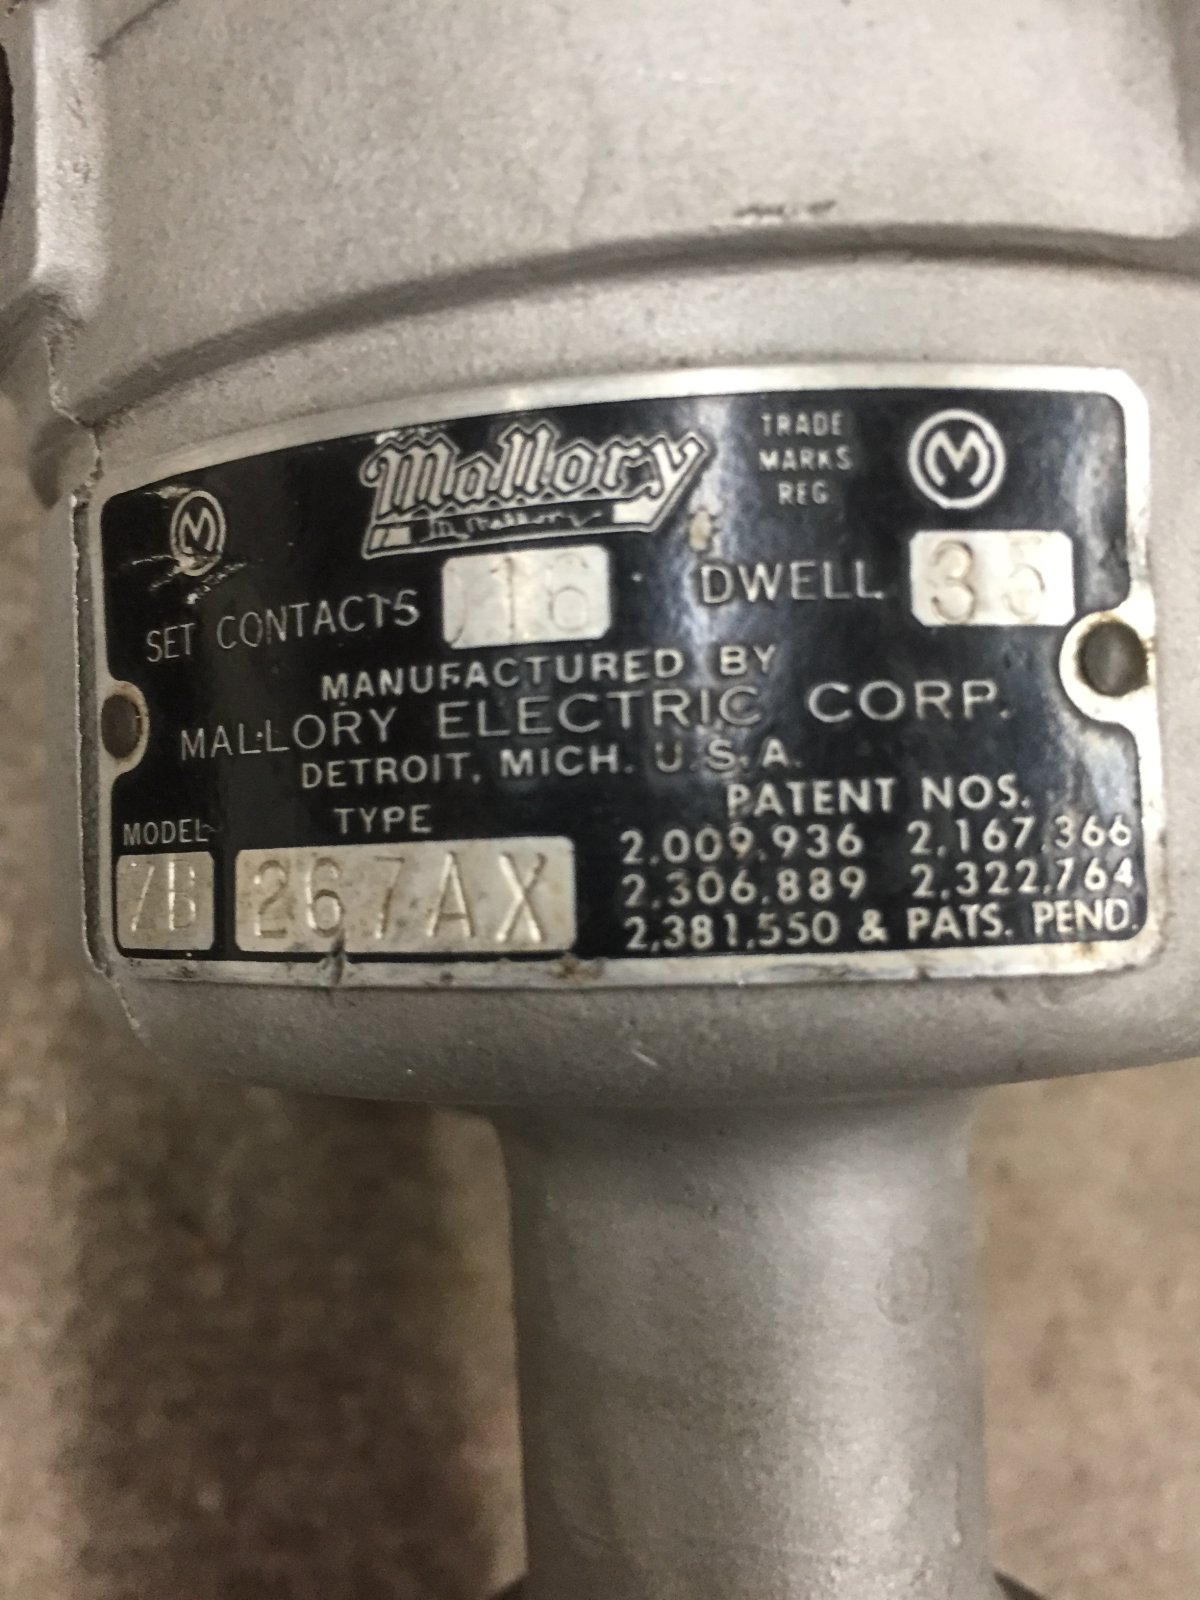 Mallory
TRADE
MARKS
REG
M
M
SET CONTACTS 16 DWELL 35
MANUFACTURED BY
MALLORY ELECTRIC CORP.
DETROIT, MICH. U.S.A.
MODEL TYPE
ZB 267AX
PATENT NOS.
2,009,936 2,167,366
2,306,889 2,322,764
2,381,550 & PATS. PEND.